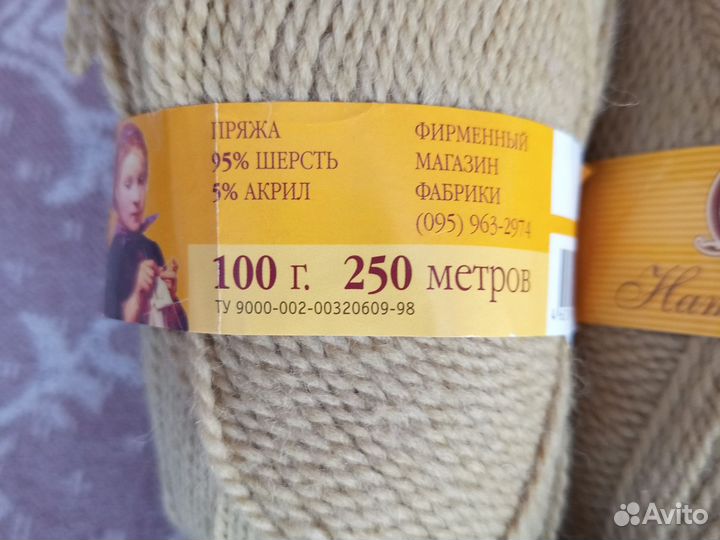 ПРЯЖА
95% ШЕРСТЬ
5% АКРИЛ
ФИРМЕННЫЙ
МАГАЗИН
ФАБРИКИ
(095) 963-2974
100 г. 250 метров
ТУ 9000-002-00320609-98
Avito